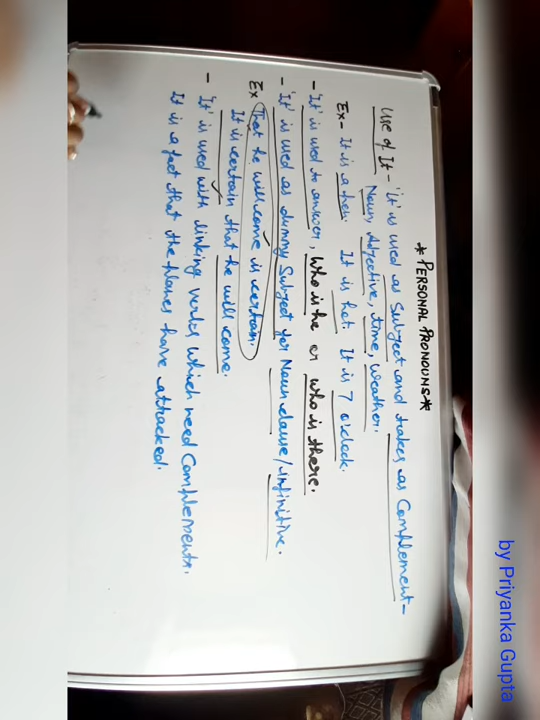 * PERSONAL PRONOUNS *
Use of It - 'It' is used as Subject and takes as Complement -
Noun, Adjective, time, weather.
Ex - It is a pen. It is hot. It is 7 o'clock.
- 'It' is used to answer, Who is he or who is there.
- 'It' is used as dummy Subject for Noun clause/infinitive.
Ex That he will come is certain.
It is certain that he will come.
- 'It' is used with linking verbs which need Complements.
It is a fact that the planes have attacked.
by Priyanka Gupta